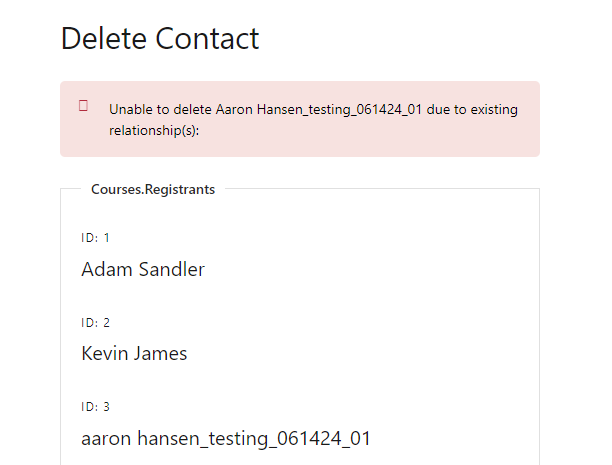 Delete Contact
Unable to delete Aaron Hansen_testing_061424_01 due to existing
relationship(s):
Courses.Registrants
ID: 1
Adam Sandler
ID: 2
Kevin James
ID: 3
aaron hansen_testing_061424_01